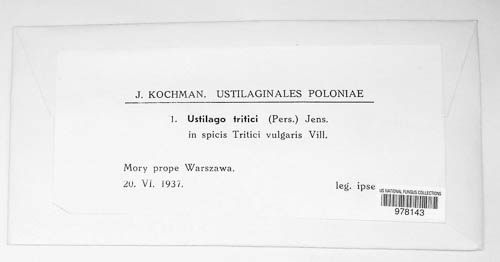 J. KOCHMAN. USTILAGINALES POLONIAE
1. Ustilago tritici (Pers.) Jens.
in spicis Tritici vulgaris Vill.
Mory prope Warszawa.
20. VI. 1937. leg. ipse
US NATIONAL FUNGUS COLLECTIONS
978143